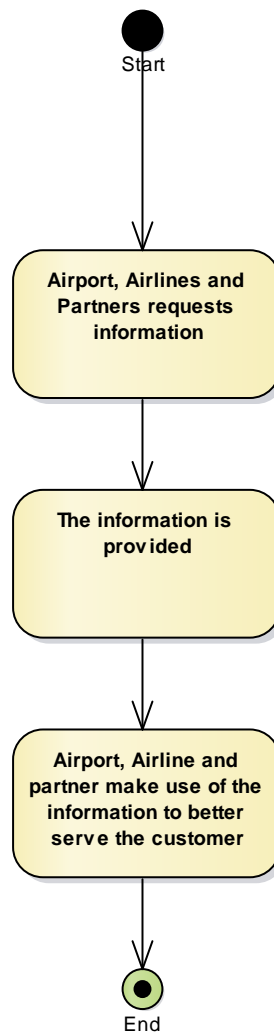 Start
Airport, Airlines and
Partners requests
information
The information is
provided
Airport, Airline and
partner make use of the
information to better
serve the customer
End